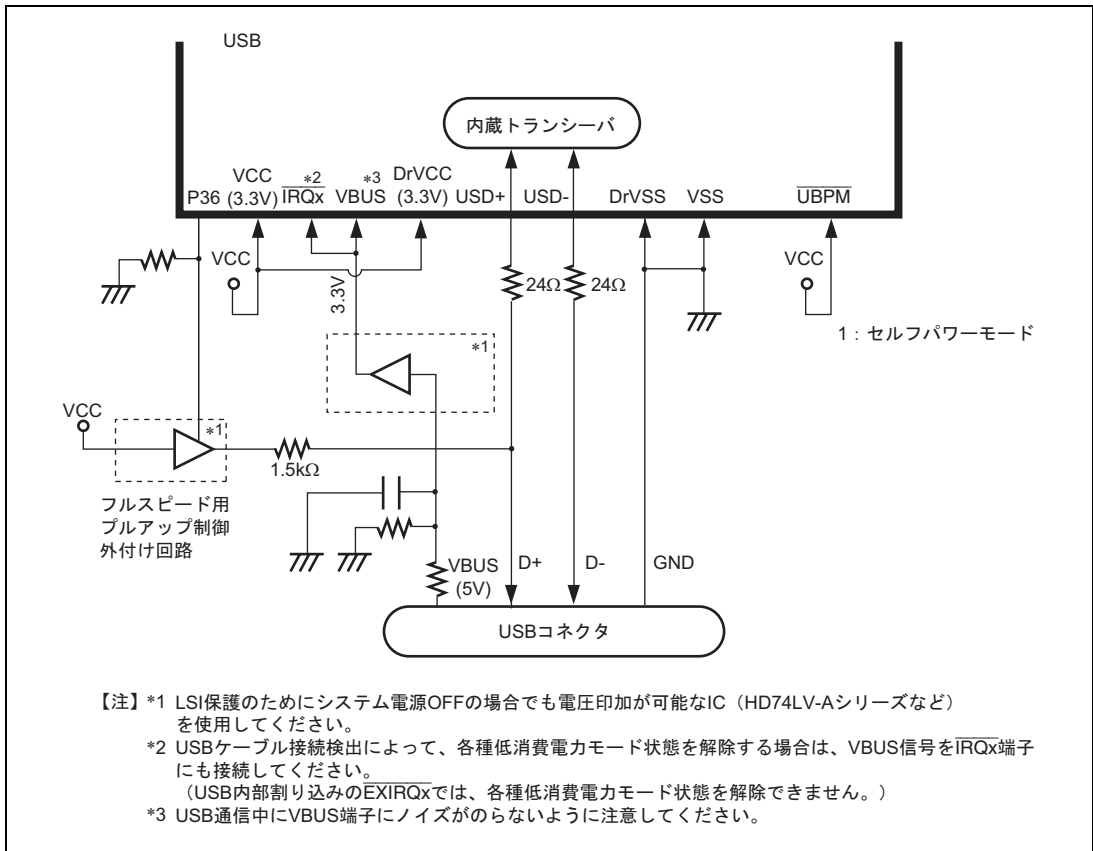 USB
内蔵トランシーバ
VCC *2 *3 DrVCC
P36 (3.3V) IRQx VBUS (3.3V) USD+ USD- DrVSS VSS UBPM
VCC
VCC
3.3V
24Ω
24Ω
1：セルフパワーモード
*1
VCC
*1
1.5kΩ
フルスピード用
プルアップ制御
外付け回路
VBUS
(5V)
D+
D-
GND
USBコネクタ
【注】*1 LSI保護のためにシステム電源OFFの場合でも電圧印加が可能なIC（HD74LV-Aシリーズなど）
を使用してください。
*2 USBケーブル接続検出によって、各種低消費電力モード状態を解除する場合は、VBUS信号をIRQx端子
にも接続してください。
（USB内部割り込みのEXIRQxでは、各種低消費電力モード状態を解除できません。）
*3 USB通信中にVBUS端子にノイズがのらないように注意してください。